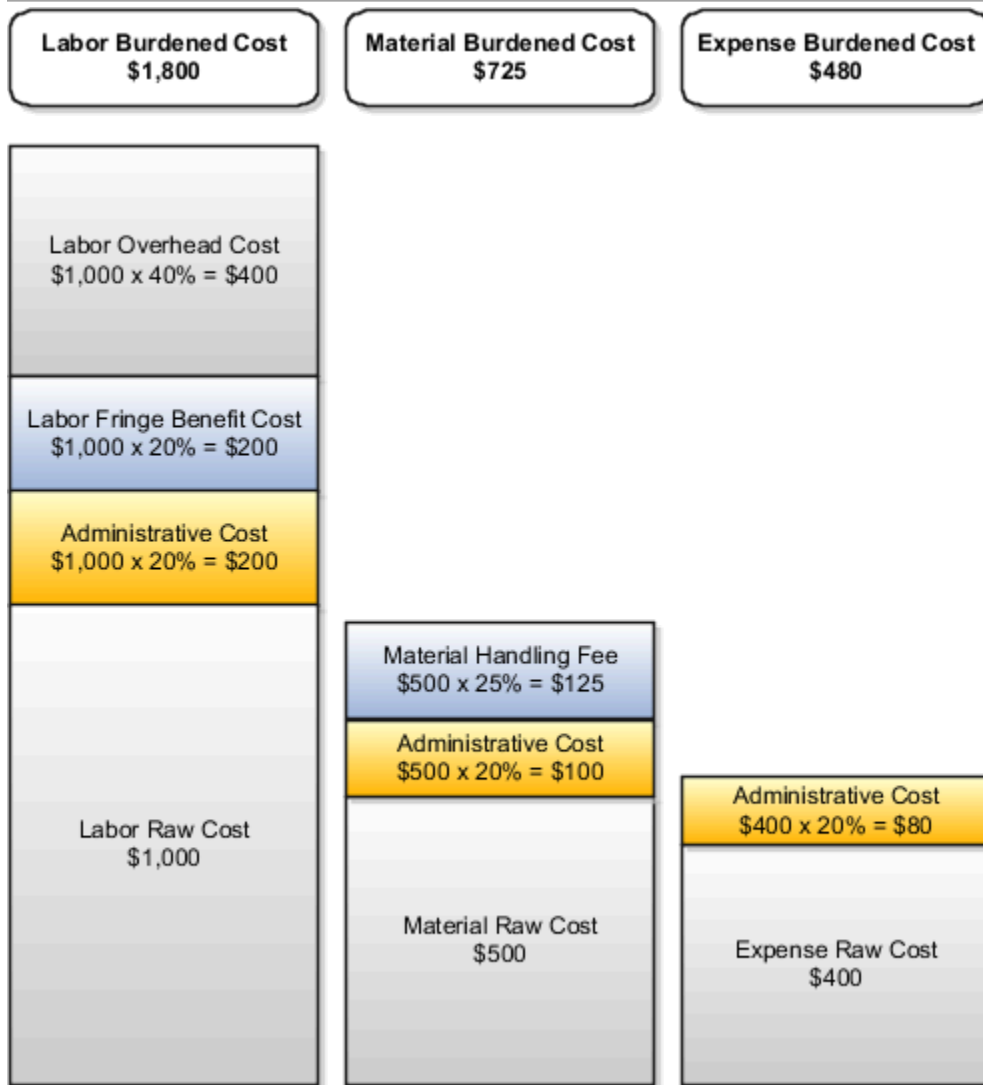 Labor Burdened Cost
$1,800
Material Burdened Cost
$725
Expense Burdened Cost
$480
Labor Overhead Cost
$1,000 x 40% = $400
Labor Fringe Benefit Cost
$1,000 x 20% = $200
Administrative Cost
$1,000 x 20% = $200
Labor Raw Cost
$1,000
Material Handling Fee
$500 x 25% = $125
Administrative Cost
$500 x 20% = $100
Material Raw Cost
$500
Administrative Cost
$400 x 20% = $80
Expense Raw Cost
$400